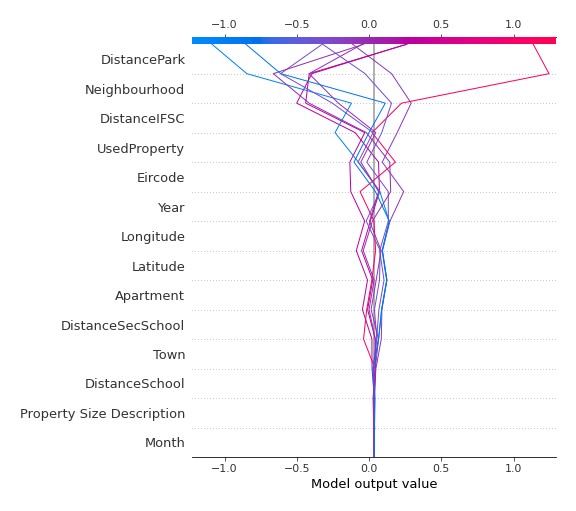 −1.0 −0.5 0.0 0.5 1.0
DistancePark
Neighbourhood
DistanceIFSC
UsedProperty
Eircode
Year
Longitude
Latitude
Apartment
DistanceSecSchool
Town
DistanceSchool
Property Size Description
Month
−1.0 −0.5 0.0 0.5 1.0
Model output value